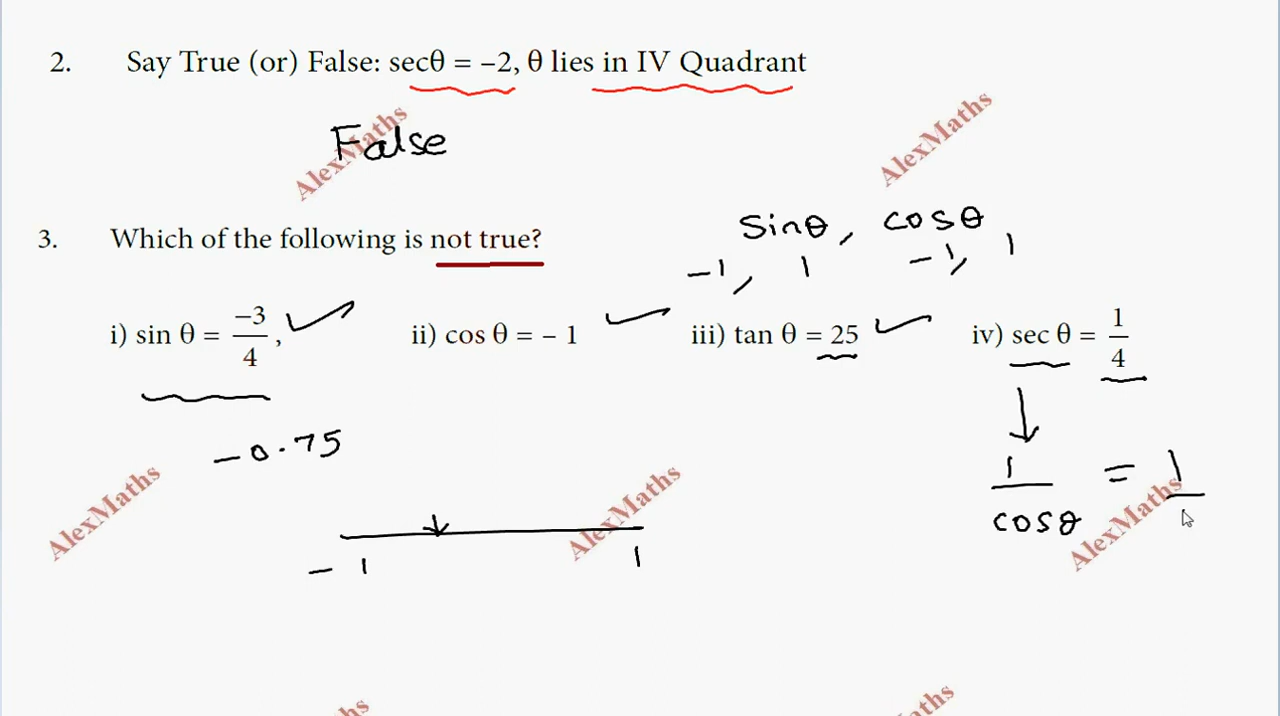 2. Say True (or) False: secθ = −2, θ lies in IV Quadrant
False
AlexMaths
AlexMaths
sinθ, cosθ
3. Which of the following is not true?
−1, 1 −1, 1
i) sin θ = −3/4, ii) cos θ = − 1 iii) tan θ = 25 iv) sec θ = 1/4
−0.75
1/cosθ = 1
AlexMaths
AlexMaths
AlexMaths
−1 1
hs
ths